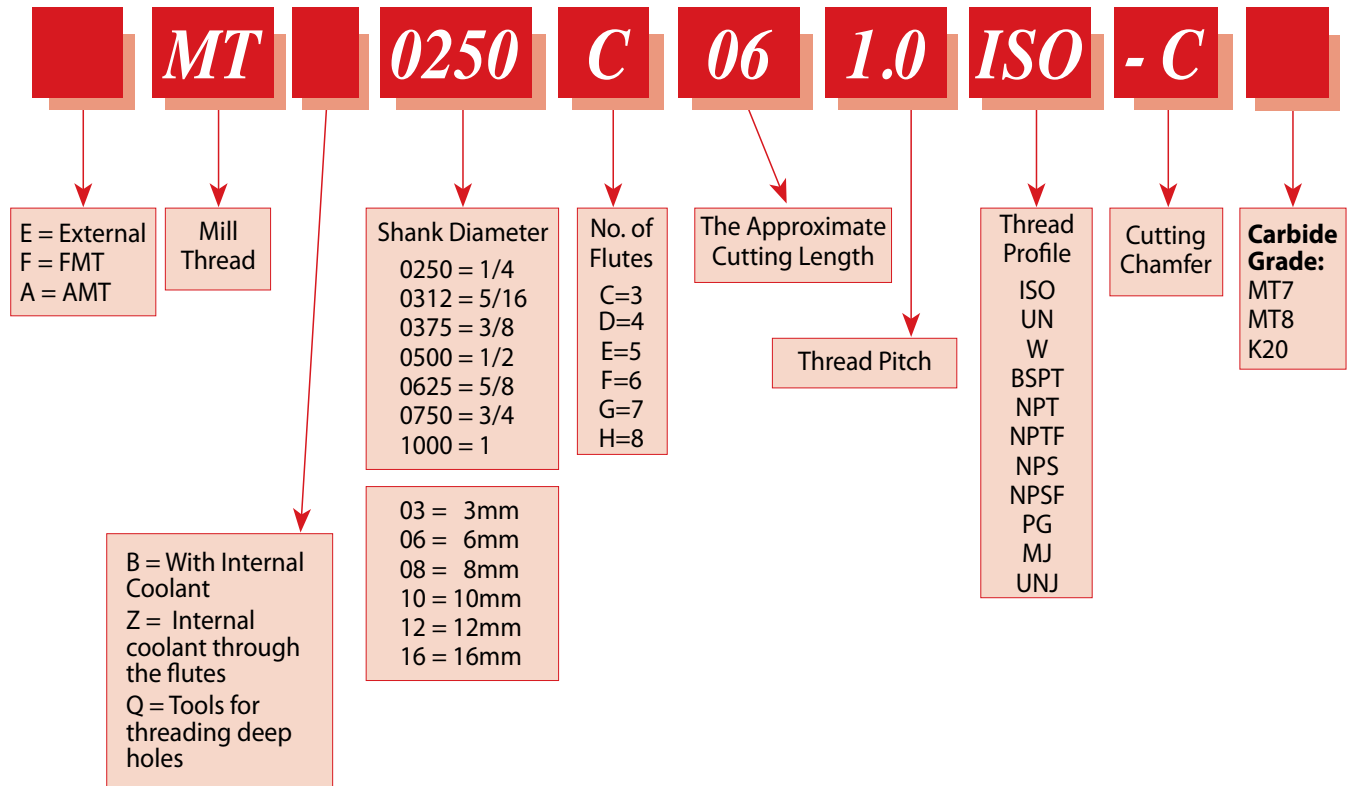 MT 0250 C 06 1.0 ISO - C
E = External
F = FMT
A = AMT
Mill
Thread
B = With Internal
Coolant
Z = Internal
coolant through
the flutes
Q = Tools for
threading deep
holes
Shank Diameter
0250 = 1/4
0312 = 5/16
0375 = 3/8
0500 = 1/2
0625 = 5/8
0750 = 3/4
1000 = 1
03 = 3mm
06 = 6mm
08 = 8mm
10 = 10mm
12 = 12mm
16 = 16mm
No. of
Flutes
C=3
D=4
E=5
F=6
G=7
H=8
The Approximate
Cutting Length
Thread Pitch
Thread
Profile
ISO
UN
W
BSPT
NPT
NPTF
NPS
NPSF
PG
MJ
UNJ
Cutting
Chamfer
Carbide
Grade:
MT7
MT8
K20